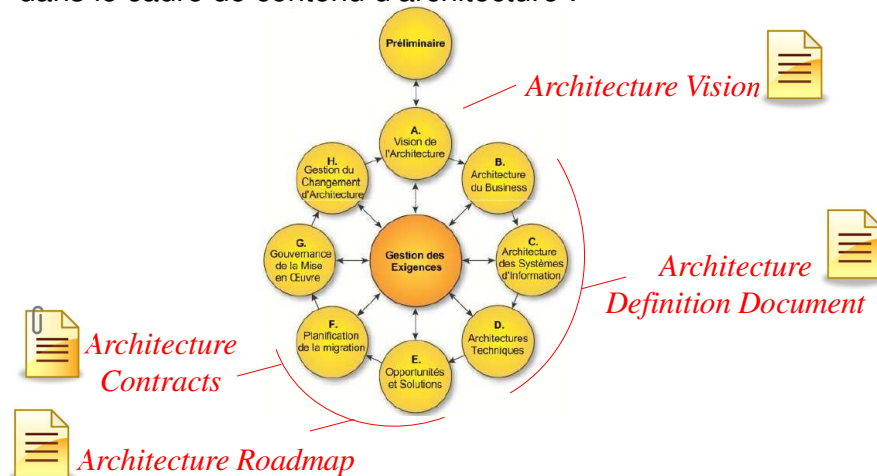 dans le cadre de contenu d'architecture :
Préliminaire
Architecture Vision
A.
Vision de
l'Architecture
H.
Gestion du
Changement
d'Architecture
B.
Architecture
du Business
G.
Gouvernance
de la Mise
en Œuvre
Gestion des
Exigences
C.
Architecture
des Systèmes
d'Information
Architecture
Definition Document
F.
Planification
de la migration
D.
Architectures
Techniques
E.
Opportunités
et Solutions
Architecture
Contracts
Architecture Roadmap